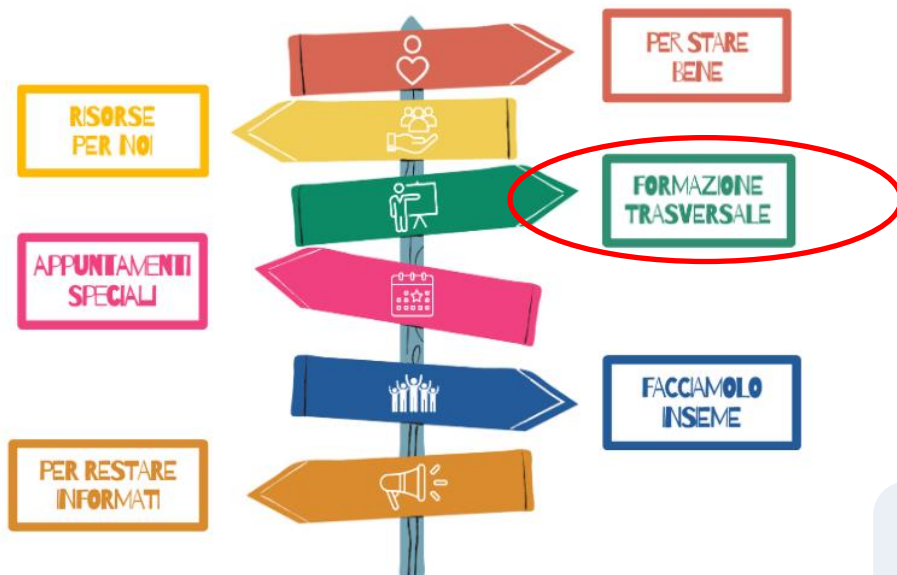 PER STARE
BENE
RISORSE
PER NOI
FORMAZIONE
TRASVERSALE
APPUNTAMENTI
SPECIALI
FACCIAMOLO
INSIEME
PER RESTARE
INFORMATI